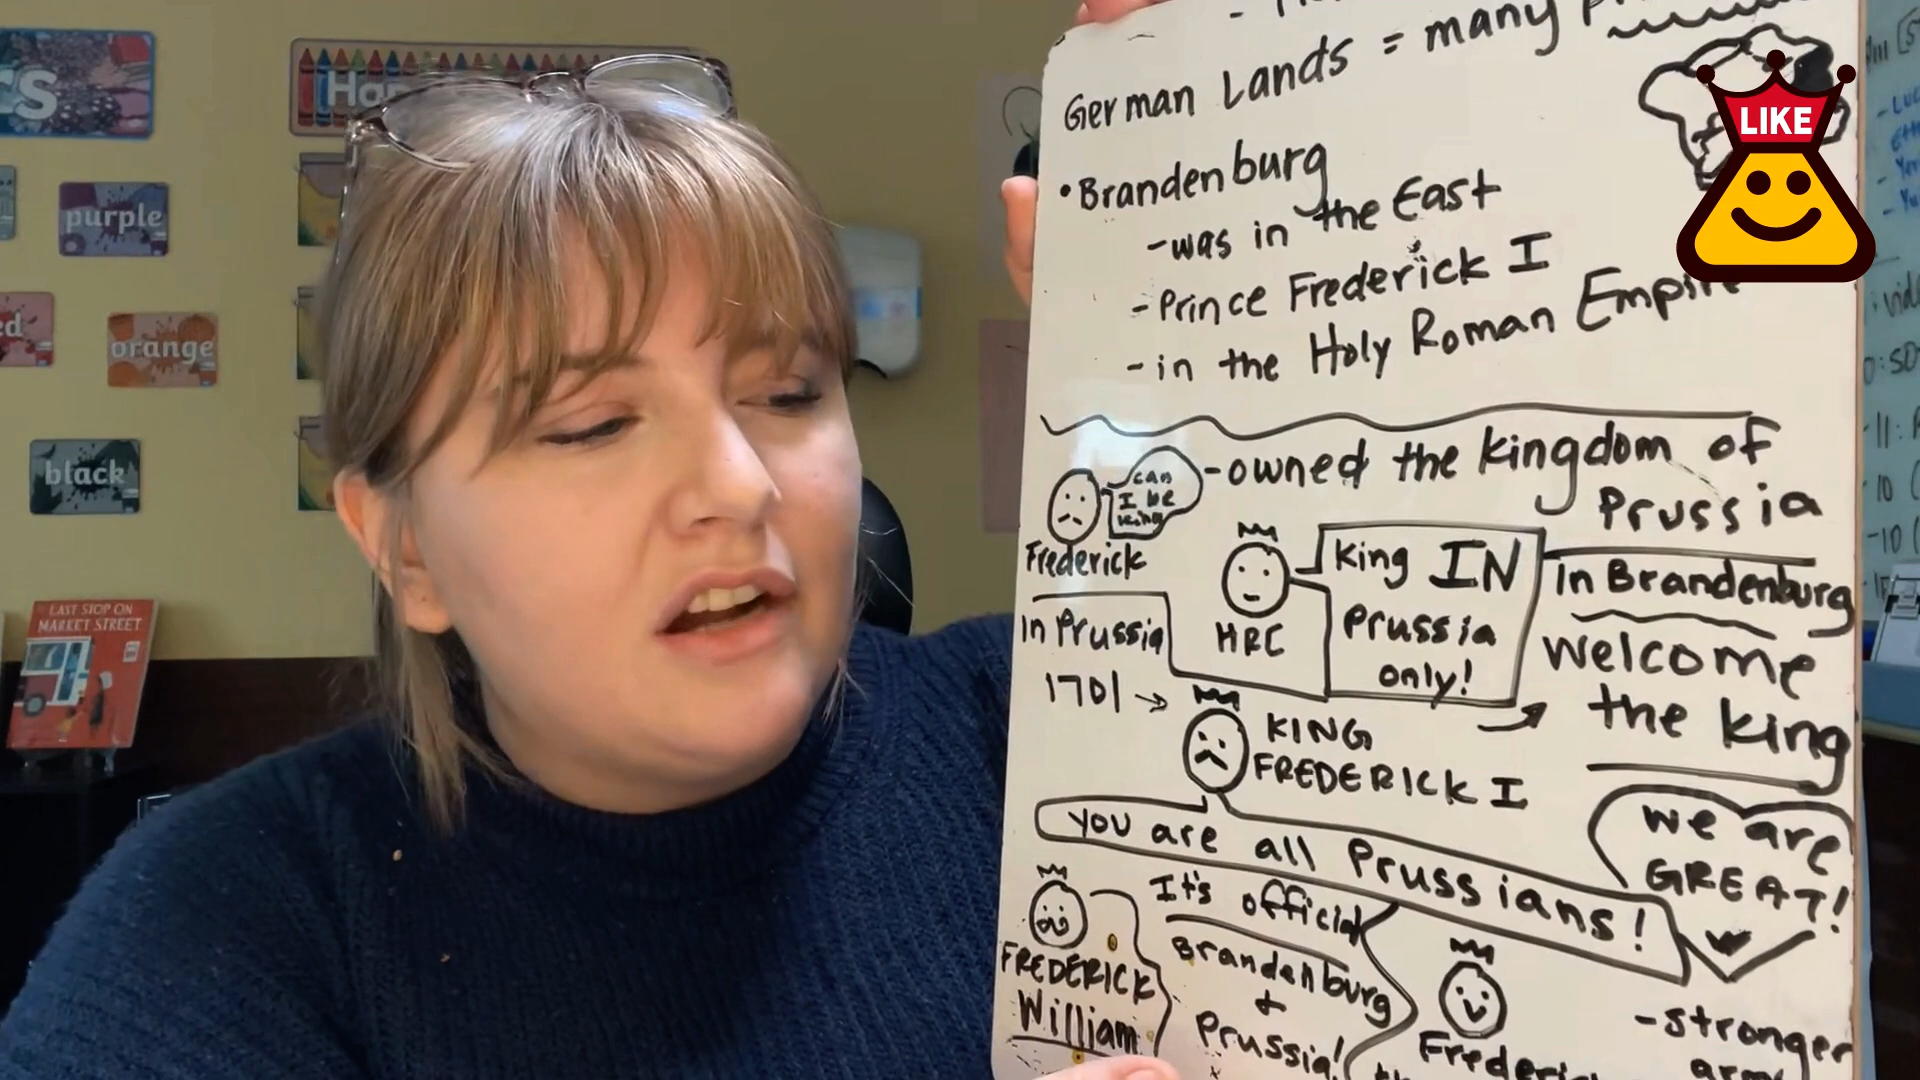 purple
orange
black
LAST STOP ON
MARKET STREET
German Lands = many
LIKE
• Brandenburg
- was in the East
- Prince Frederick I
- in the Holy Roman Empire
- owned the kingdom of
Prussia
can
I be
king
Frederick
HRE
king IN
Prussia
only!
In Brandenburg
welcome
the king
In Prussia
1701 →
KING
FREDERICK I
we are
GREAT!
you are all Prussians!
FREDERICK
William
It's official
Brandenburg
+
Prussia!
- stronger